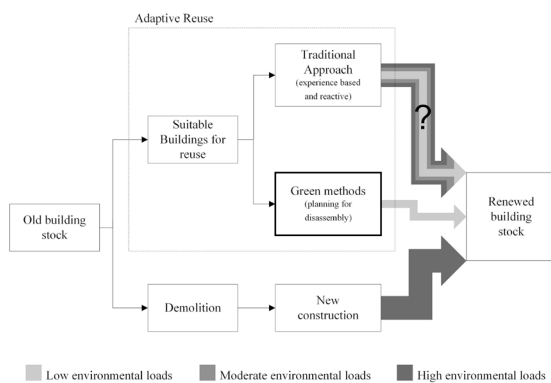 Adaptive Reuse
Traditional
Approach
(experience based
and reactive)
?
Suitable
Buildings for
reuse
Green methods
(planning for
disassembly)
Renewed
building
stock
Old building
stock
Demolition
New
construction
Low environmental loads
Moderate environmental loads
High environmental loads